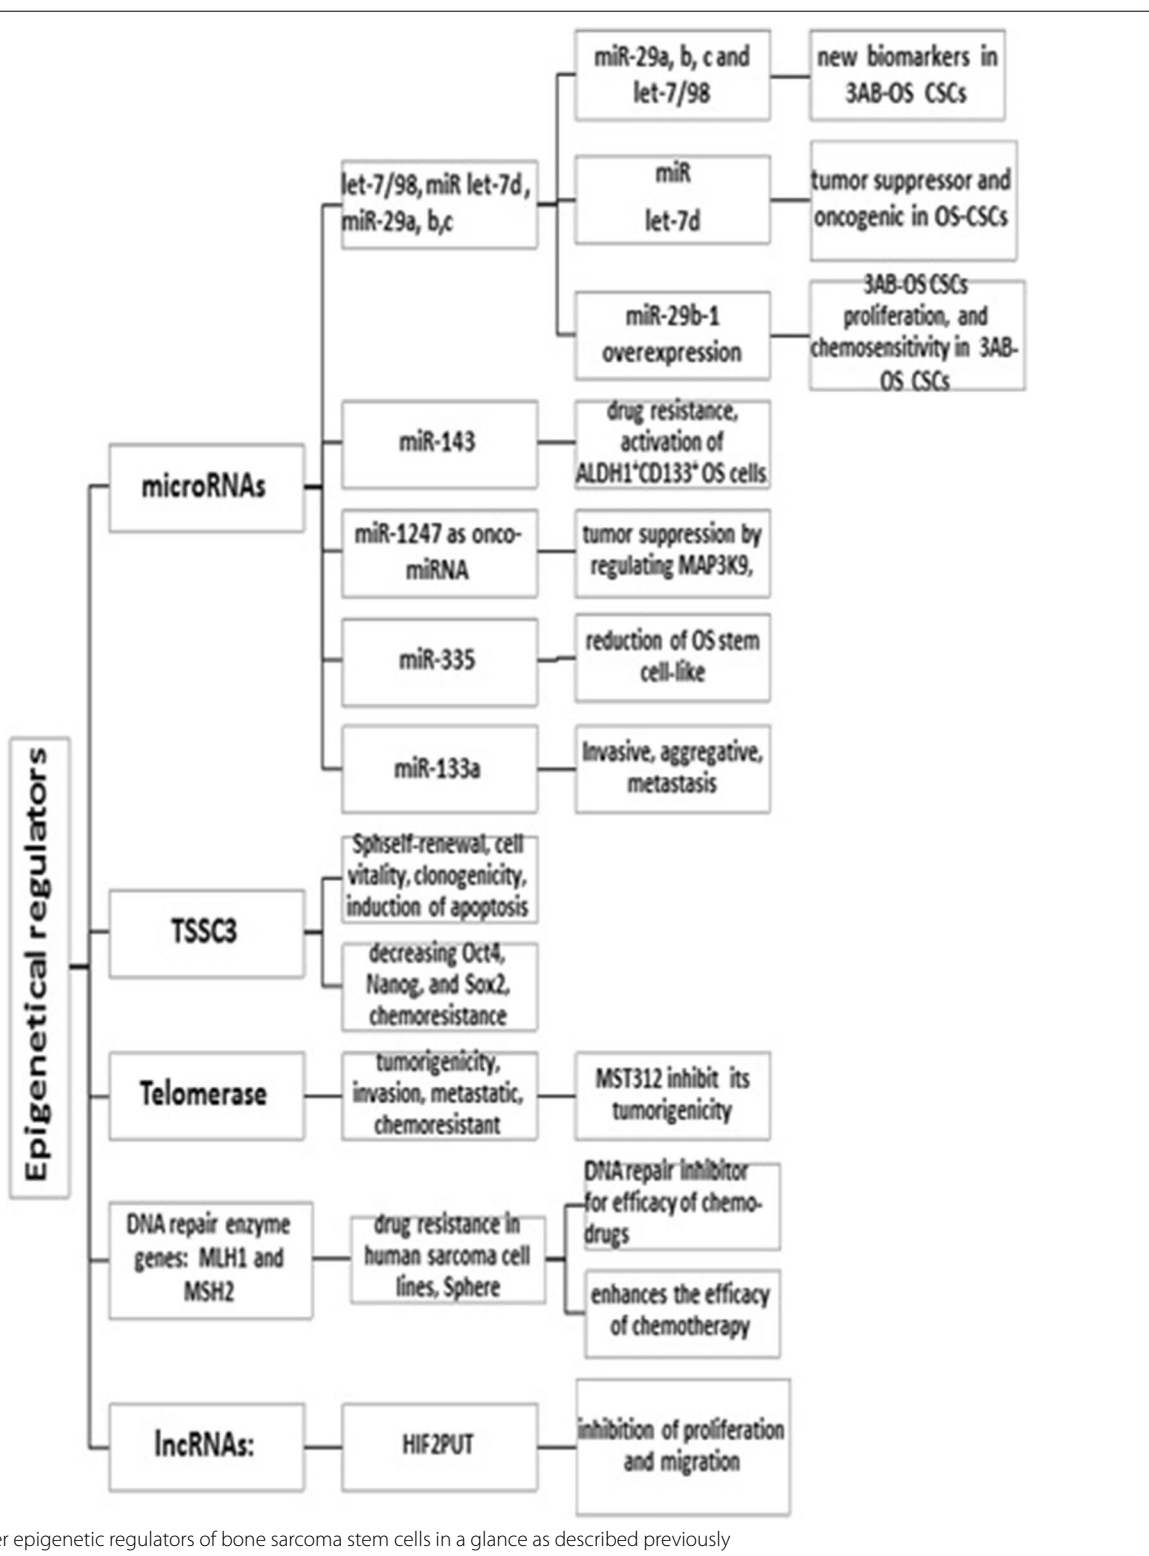 miR-29a, b, c and
let-7/98
new biomarkers in
3AB-OS CSCs
let-7/98, miR let-7d,
miR-29a, b,c
miR
let-7d
tumor suppressor and
oncogenic in OS-CSCs
miR-29b-1
overexpression
3AB-OS CSCs
proliferation, and
chemosensitivity in 3AB-
OS CSCs
microRNAs
miR-143
drug resistance,
activation of
ALDH1⁺CD133⁺ OS cells
miR-1247 as onco-
miRNA
tumor suppression by
regulating MAP3K9,
miR-335
reduction of OS stem
cell-like
miR-133a
Invasive, aggregative,
metastasis
Epigenetical regulators
TSSC3
Sphself-renewal, cell
vitality, clonogenicity,
induction of apoptosis
decreasing Oct4,
Nanog, and Sox2,
chemoresistance
Telomerase
tumorigenicity,
invasion, metastatic,
chemoresistant
MST312 inhibit its
tumorigenicity
DNA repair enzyme
genes: MLH1 and
MSH2
drug resistance in
human sarcoma cell
lines, Sphere
DNA repair inhibitor
for efficacy of chemo-
drugs
enhances the efficacy
of chemotherapy
lncRNAs:
HIF2PUT
inhibition of proliferation
and migration
epigenetic regulators of bone sarcoma stem cells in a glance as described previously